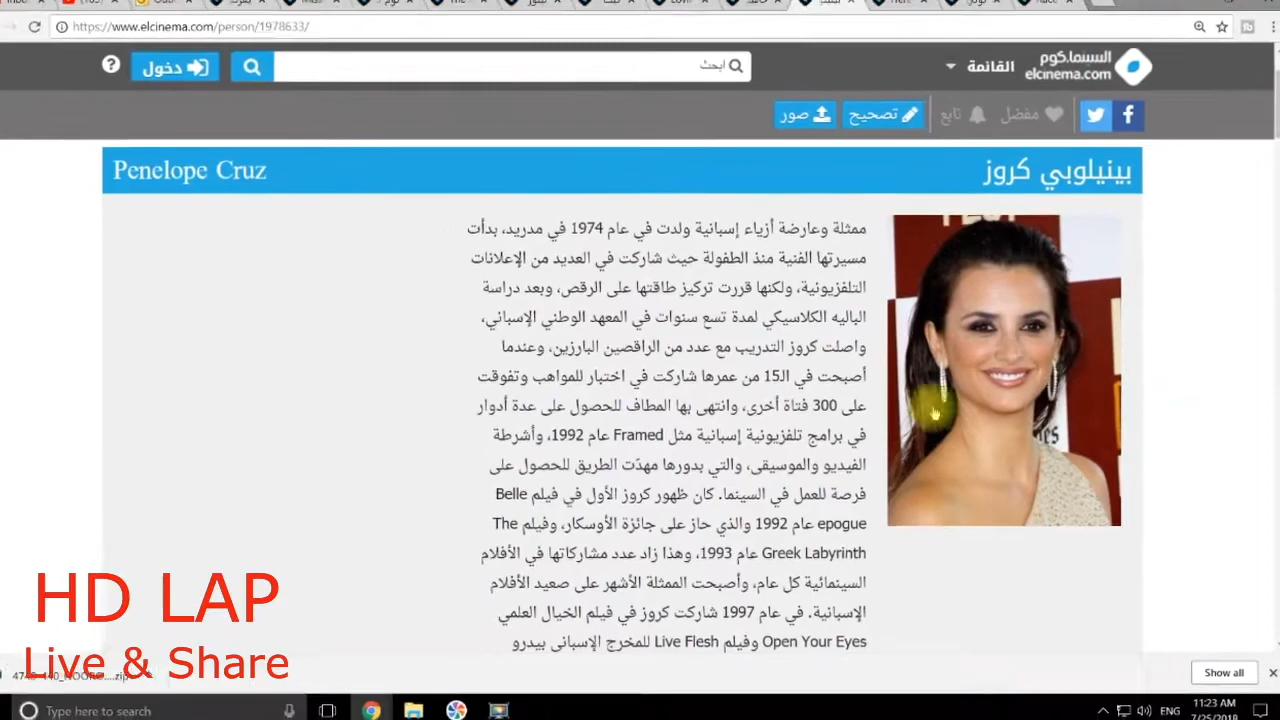 https://www.elcinema.com/person/1978633/
السينما.كوم
elcinema.com
القائمة
ابحث
دخول
مفضل
تابع
تصحيح
صور
بينيلوبي كروز
Penelope Cruz
ممثلة وعارضة أزياء إسبانية ولدت في عام 1974 في مدريد، بدأت
مسيرتها الفنية منذ الطفولة حيث شاركت في العديد من الإعلانات
التلفزيونية، ولكنها قررت تركيز طاقتها على الرقص، وبعد دراسة
الباليه الكلاسيكي لمدة تسع سنوات في المعهد الوطني الإسباني،
واصلت كروز التدريب مع عدد من الراقصين البارزين، وعندما
أصبحت في الـ15 من عمرها شاركت في اختبار للمواهب وتفوقت
على 300 فتاة أخرى، وانتهى بها المطاف للحصول على عدة أدوار
في برامج تلفزيونية إسبانية مثل Framed عام 1992، وأشرطة
الفيديو والموسيقى، والتي بدورها مهدّت الطريق للحصول على
فرصة للعمل في السينما. كان ظهور كروز الأول في فيلم Belle
epogue عام 1992 والذي حاز على جائزة الأوسكار، وفيلم The
Greek Labyrinth عام 1993، وهذا زاد عدد مشاركاتها في الأفلام
السينمائية كل عام، وأصبحت الممثلة الأشهر على صعيد الأفلام
الإسبانية. في عام 1997 شاركت كروز في فيلم الخيال العلمي
Open Your Eyes وفيلم Live Flesh للمخرج الإسبانى بيدرو
HD LAP
Live & Share
Show all
Type here to search
ENG
11:23 AM
7/25/2018